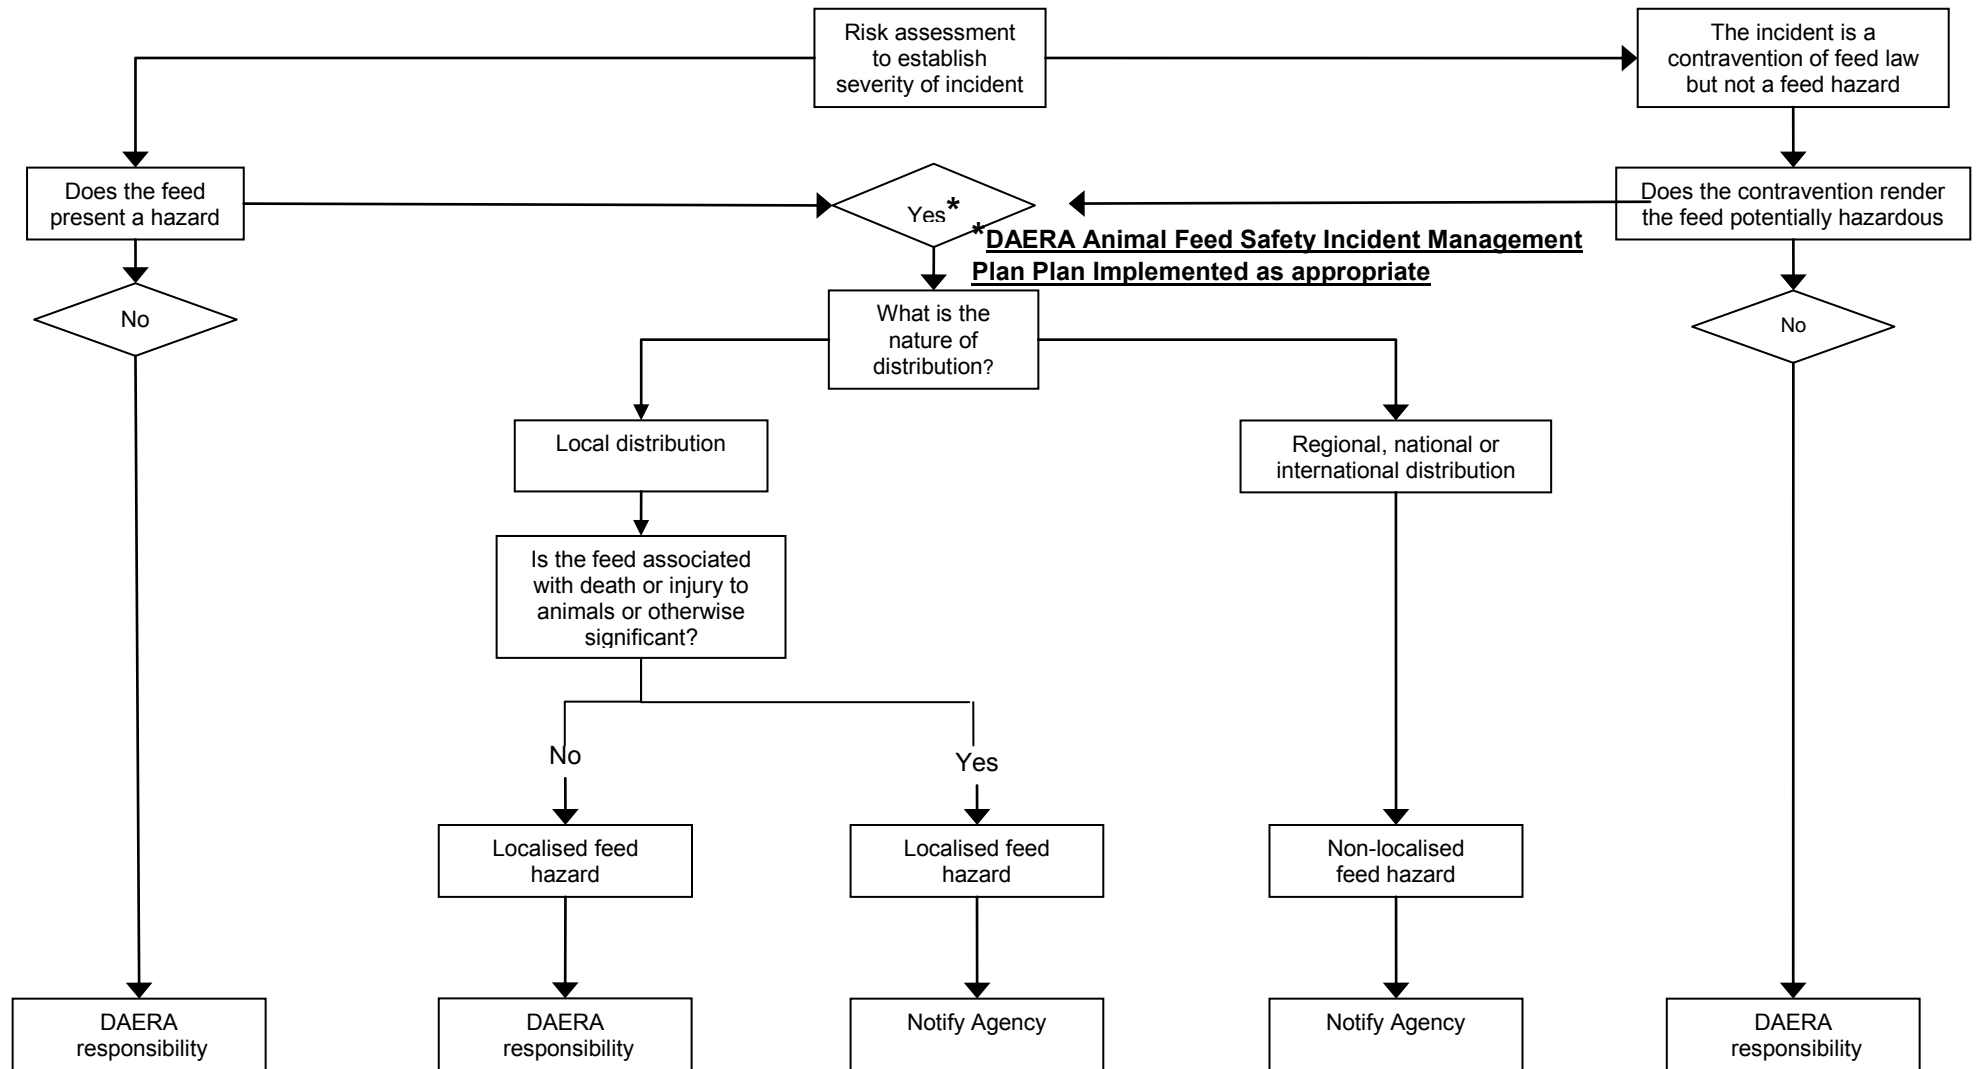 Risk assessment
to establish
severity of incident
The incident is a
contravention of feed law
but not a feed hazard
Does the feed
present a hazard
Yes*
Does the contravention render
the feed potentially hazardous
*DAERA Animal Feed Safety Incident Management
Plan Plan Implemented as appropriate
No
What is the
nature of
distribution?
No
Local distribution
Regional, national or
international distribution
Is the feed associated
with death or injury to
animals or otherwise
significant?
No
Yes
Localised feed
hazard
Localised feed
hazard
Non-localised
feed hazard
DAERA
responsibility
DAERA
responsibility
Notify Agency
Notify Agency
DAERA
responsibility